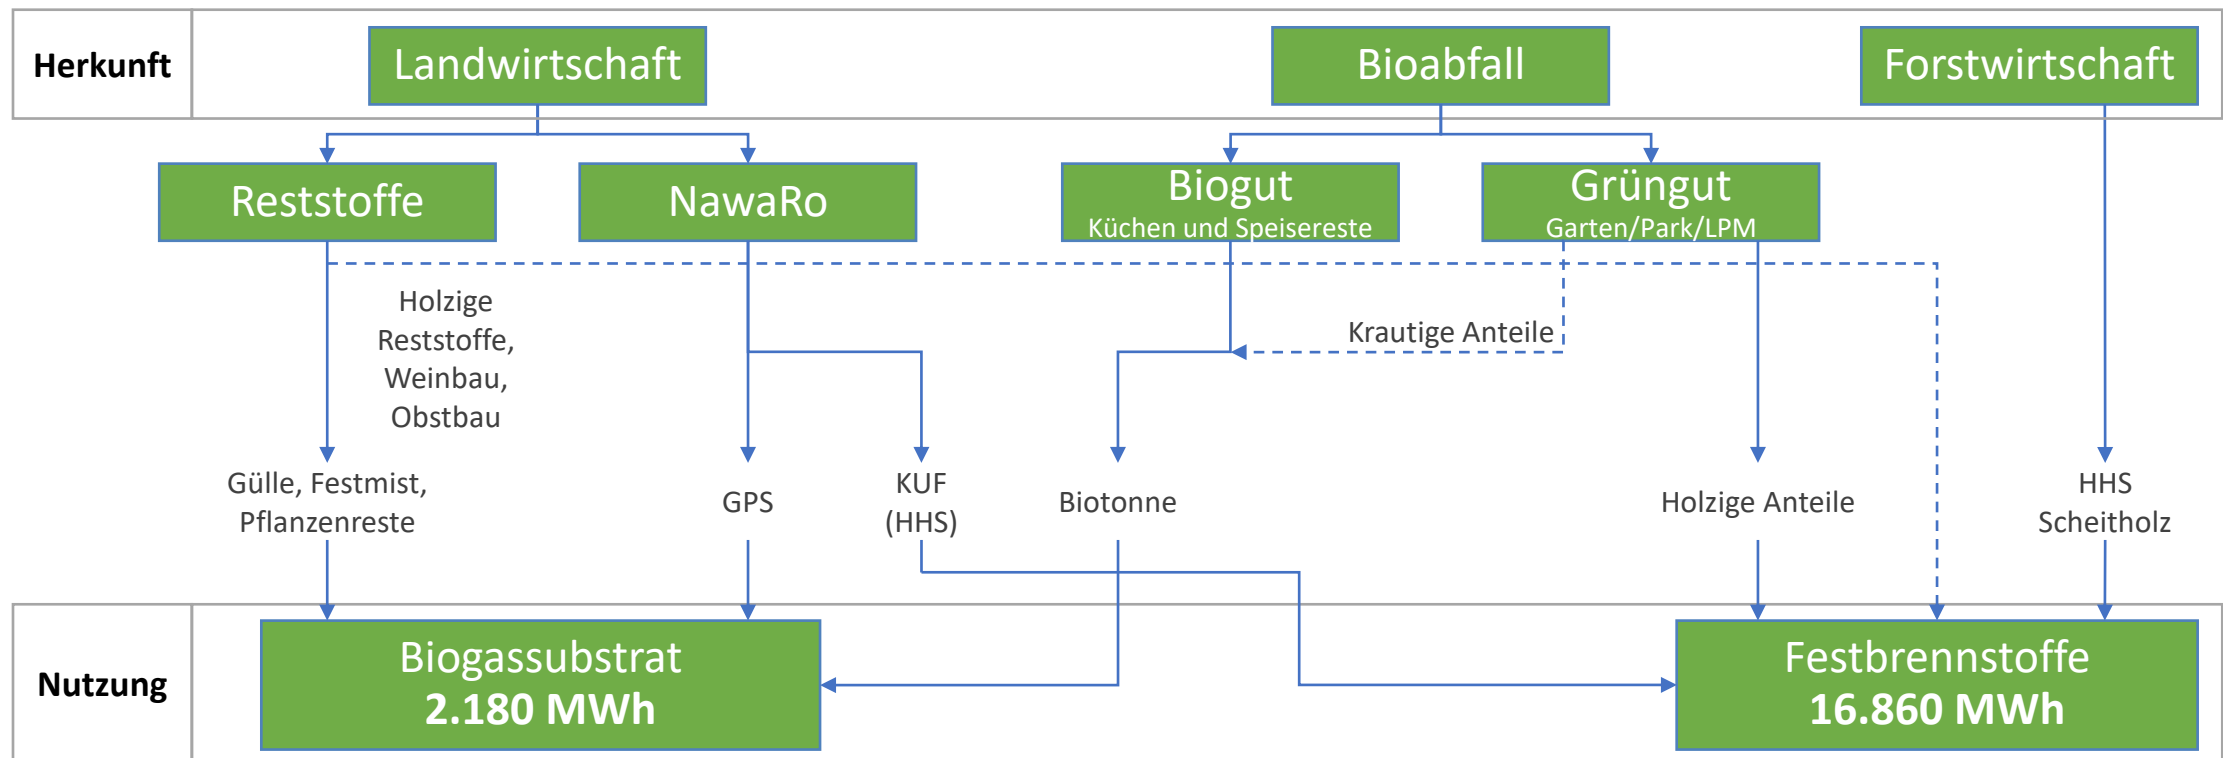 Herkunft
Landwirtschaft
Bioabfall
Forstwirtschaft
Reststoffe
NawaRo
Biogut
Küchen und Speisereste
Grüngut
Garten/Park/LPM
Holzige
Reststoffe,
Weinbau,
Obstbau
Krautige Anteile
Gülle, Festmist,
Pflanzenreste
GPS
KUF
(HHS)
Biotonne
Holzige Anteile
HHS
Scheitholz
Nutzung
Biogassubstrat
2.180 MWh
Festbrennstoffe
16.860 MWh